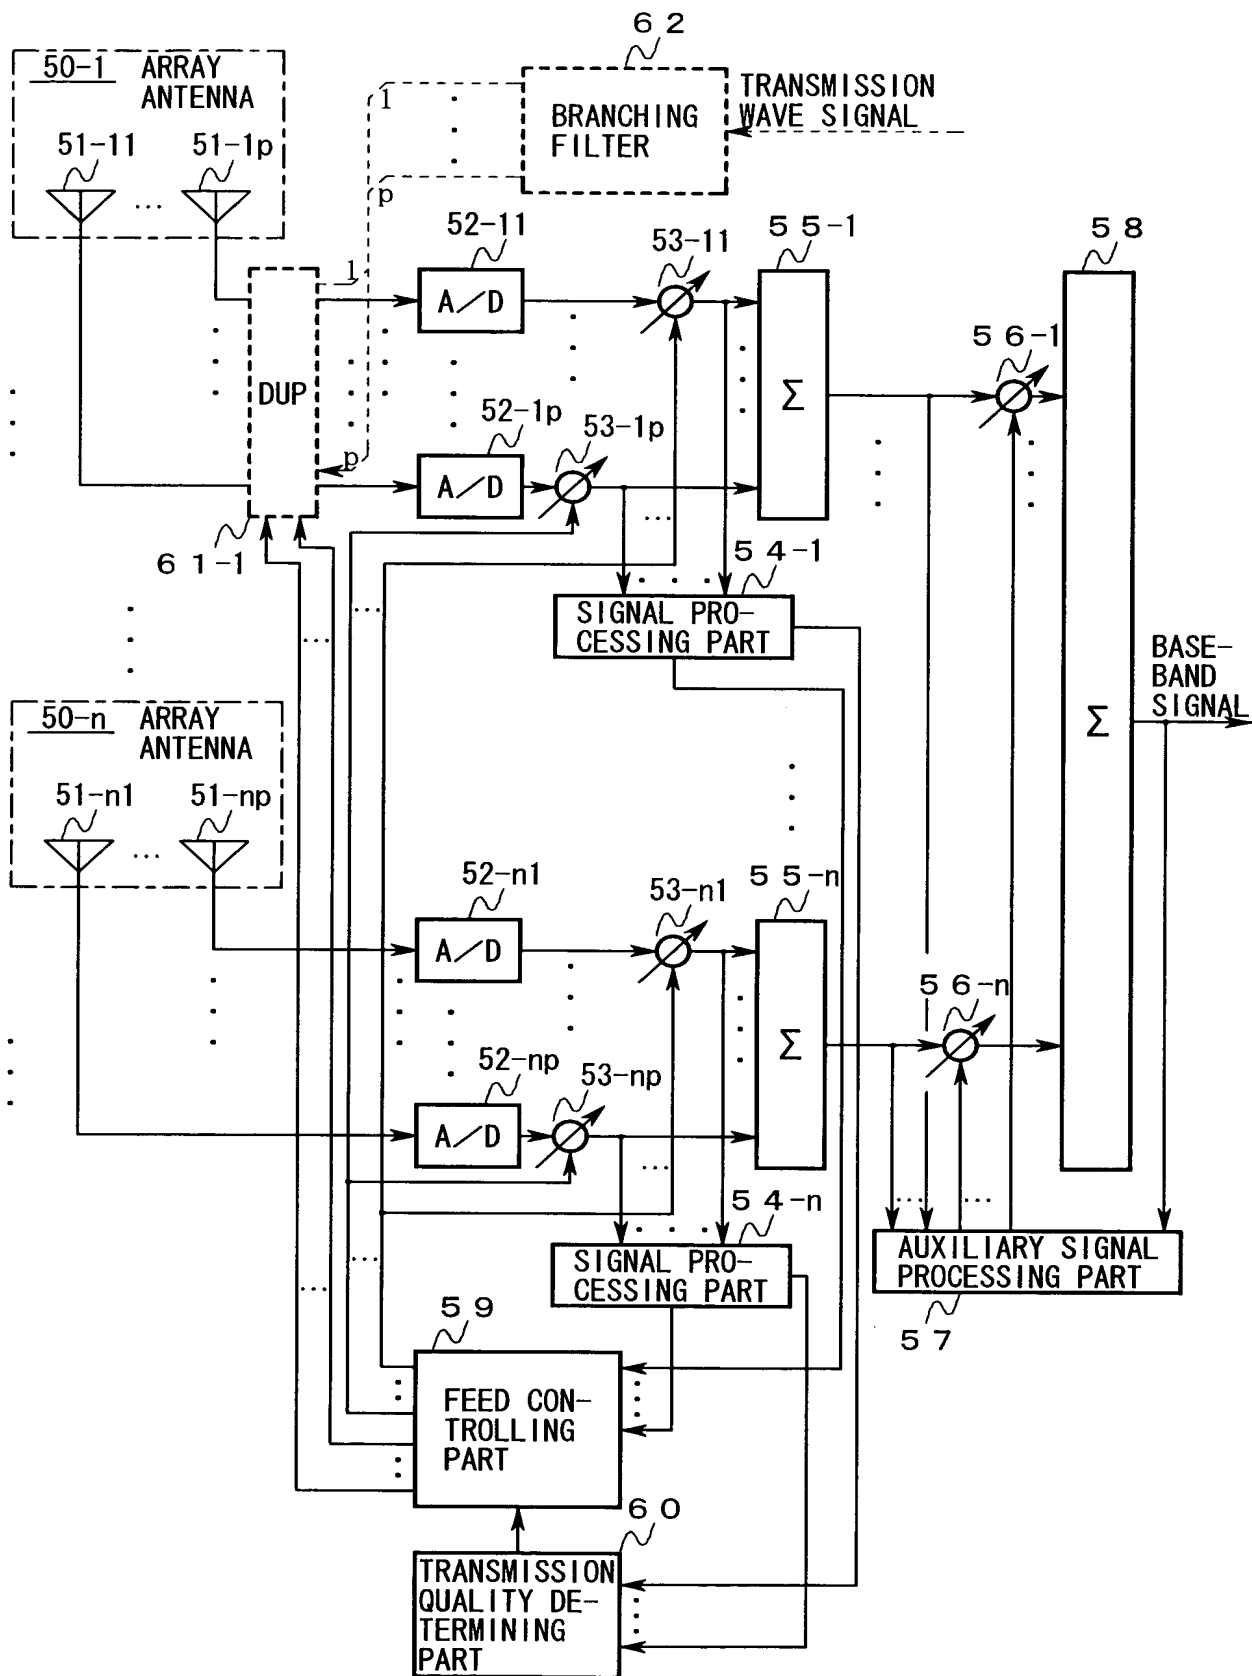 62
50-1 ARRAY
ANTENNA
51-11 51-1p
1
p
BRANCHING
FILTER
TRANSMISSION
WAVE SIGNAL
52-11
53-11
55-1
58
1
A/D
56-1
DUP
Σ
52-1p
53-1p
p
A/D
61-1
54-1
SIGNAL PRO-
CESSING PART
BASE-
BAND
SIGNAL
Σ
50-n ARRAY
ANTENNA
51-n1 51-np
52-n1
53-n1
55-n
A/D
56-n
Σ
52-np
53-np
A/D
54-n
SIGNAL PRO-
CESSING PART
AUXILIARY SIGNAL
PROCESSING PART
57
59
FEED CON-
TROLLING
PART
60
TRANSMISSION
QUALITY DE-
TERMINING
PART